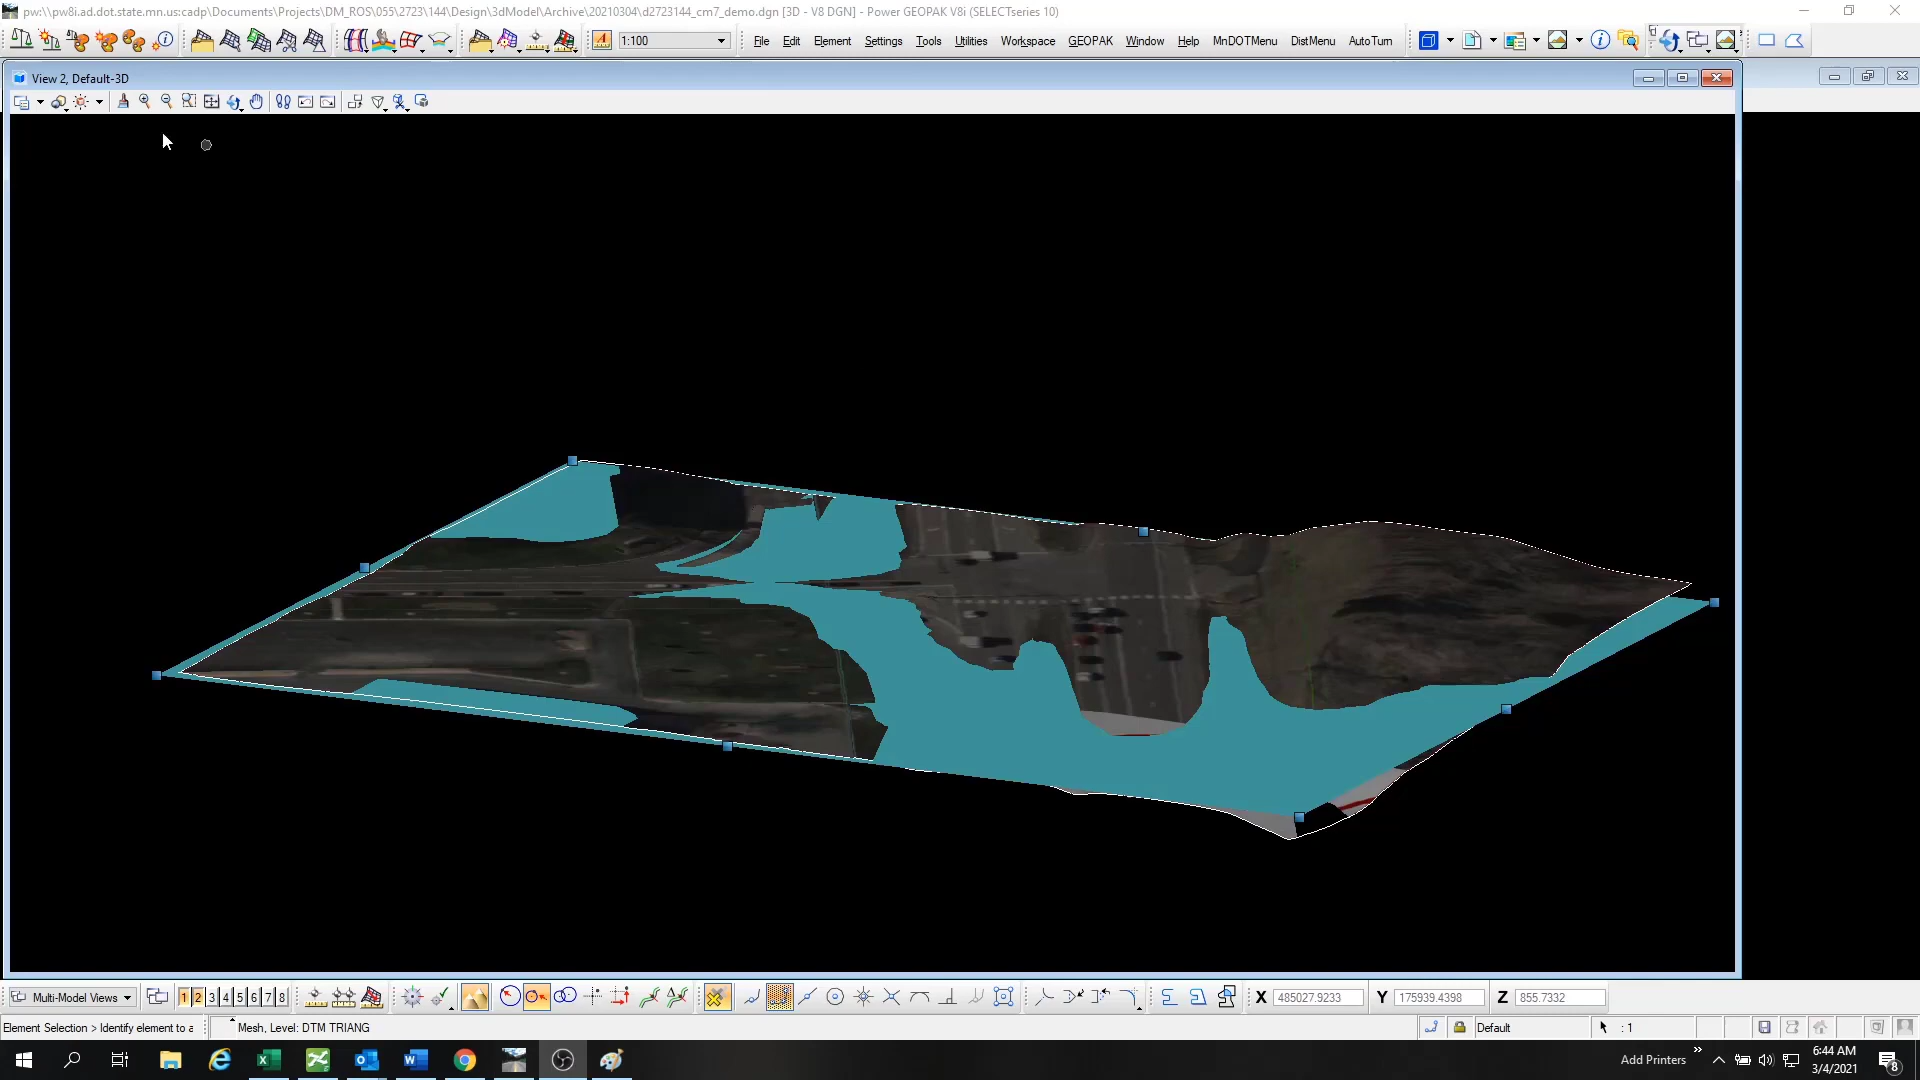 pw:\\pw8i.ad.dot.state.mn.us:cadp\Documents\Projects\DM_ROS\055\2723\144\Design\3dModel\Archive\20210304\d2723144_cm7_demo.dgn [3D - V8 DGN] - Power GEOPAK V8i (SELECTseries 10)
1:100 File Edit Element Settings Tools Utilities Workspace GEOPAK Window Help MnDOTMenu DistMenu AutoTurn
View 2, Default-3D
Multi-Model Views 1 2 3 4 5 6 7 8 X 485027.9233 Y 175939.4398 Z 855.7332
Element Selection > Identify element to a Mesh, Level: DTM TRIANG Default : 1
Add Printers 6:44 AM
3/4/2021 8